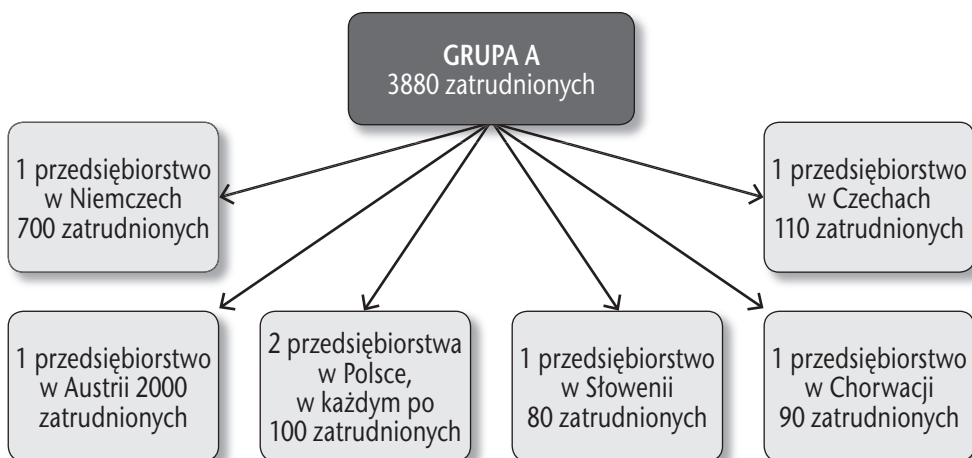 GRUPA A
3880 zatrudnionych
1 przedsiębiorstwo
w Niemczech
700 zatrudnionych
1 przedsiębiorstwo
w Czechach
110 zatrudnionych
1 przedsiębiorstwo
w Austrii 2000
zatrudnionych
2 przedsiębiorstwa
w Polsce,
w każdym po
100 zatrudnionych
1 przedsiębiorstwo
w Słowenii
80 zatrudnionych
1 przedsiębiorstwo
w Chorwacji
90 zatrudnionych